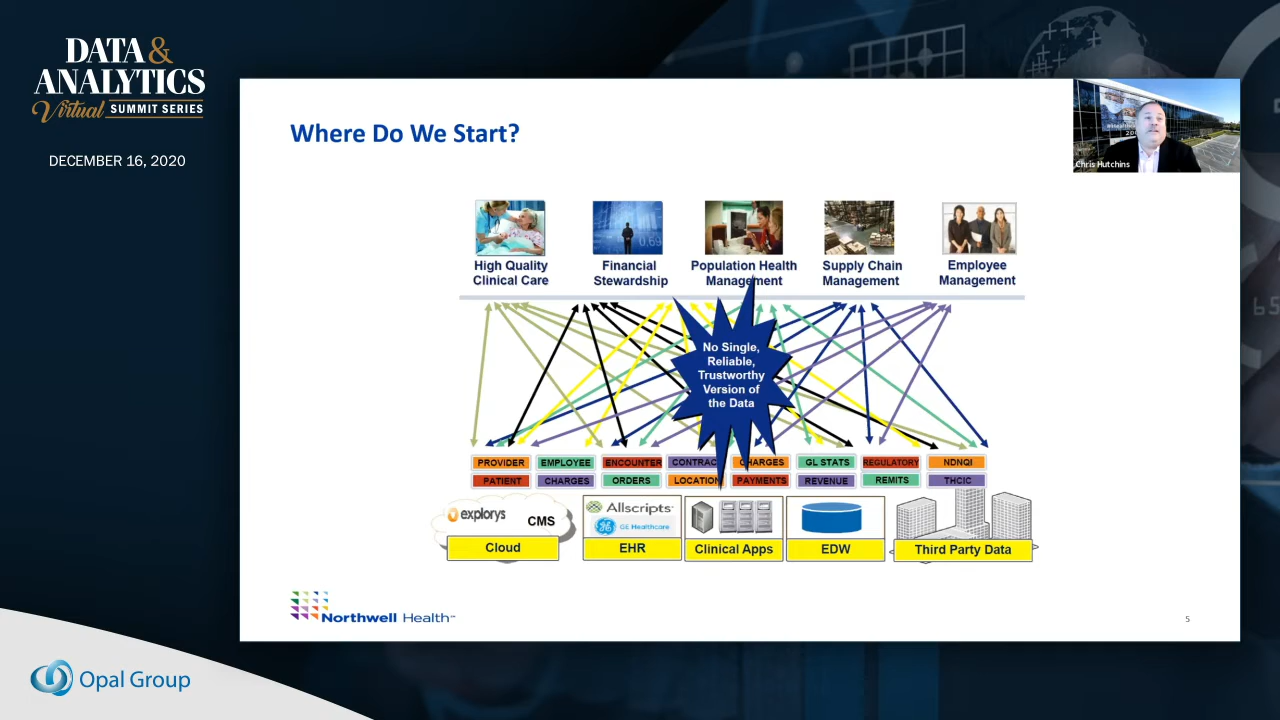 DATA &
ANALYTICS
Virtual SUMMIT SERIES
DECEMBER 16, 2020
Where Do We Start?
Chris Hutchins
High Quality
Clinical Care
Financial
Stewardship
Population Health
Management
Supply Chain
Management
Employee
Management
No Single,
Reliable,
Trustworthy
Version of
the Data
PROVIDER EMPLOYEE ENCOUNTER CONTRAC CHARGES GL STATS REGULATORY NDNQI
PATIENT CHARGES ORDERS LOCATION PAYMENTS REVENUE REMITS THCIC
explorys CMS
Cloud
Allscripts
GE Healthcare
EHR
Clinical Apps
EDW
Third Party Data
Northwell Health℠
5
Opal Group